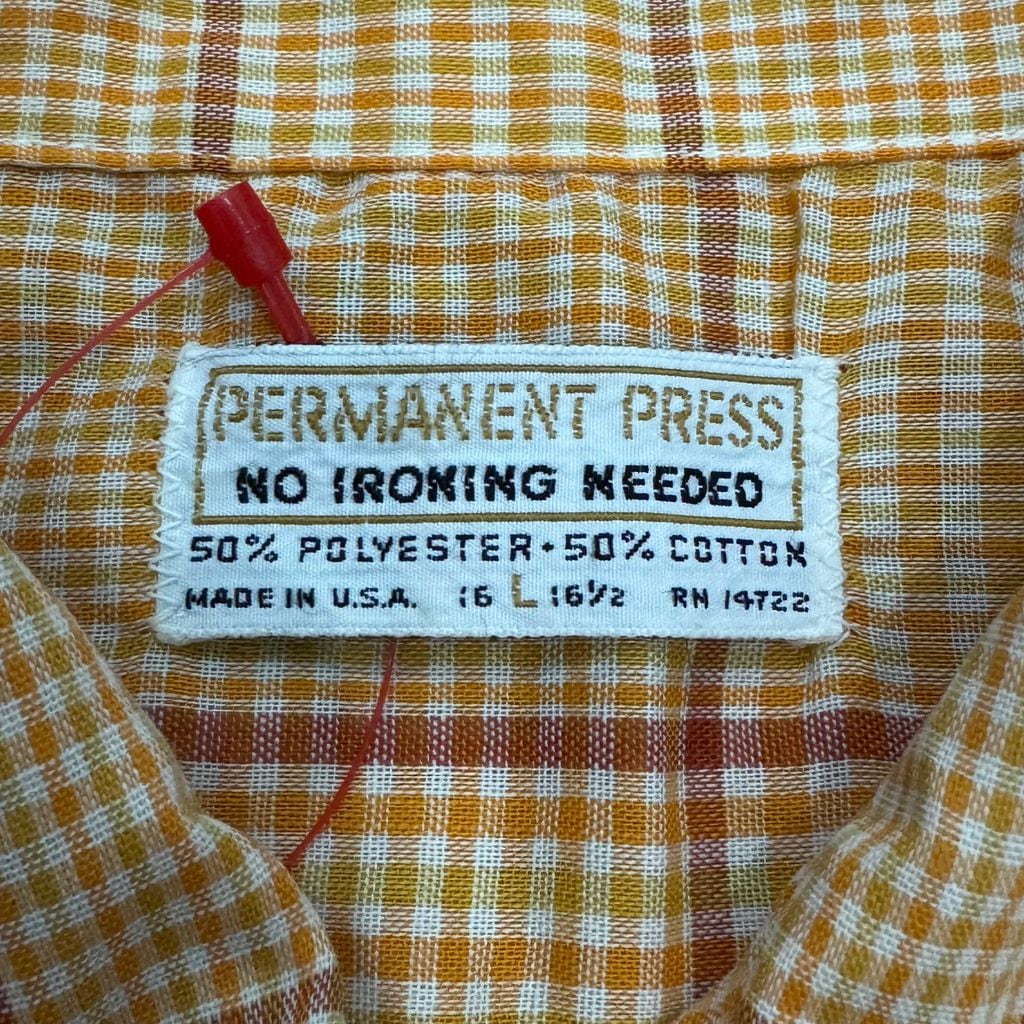 PERMANENT PRESS
NO IRONING NEEDED
50% POLYESTER • 50% COTTON
MADE IN U.S.A. 16 L 16½ RN 14722